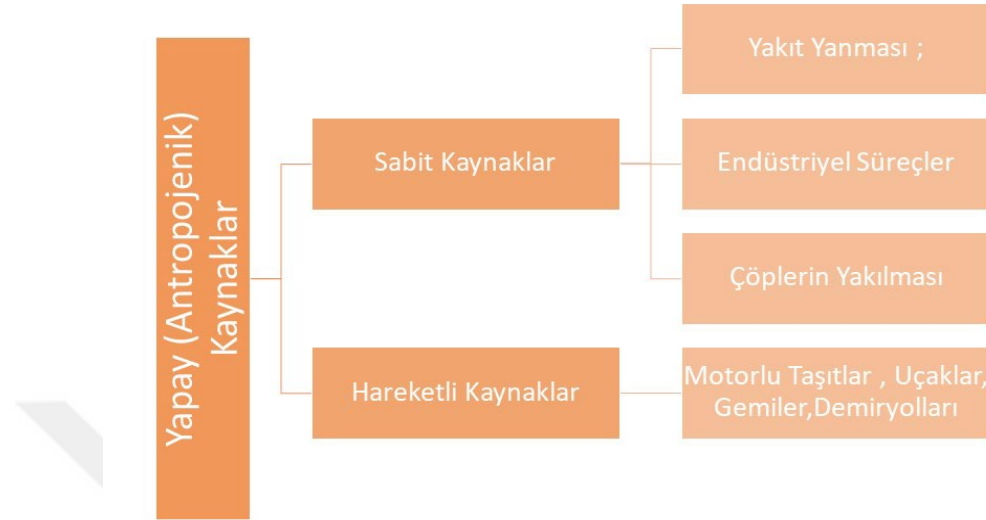 Yapay (Antropojenik)
Kaynaklar
Sabit Kaynaklar
Yakıt Yanması ;
Endüstriyel Süreçler
Çöplerin Yakılması
Hareketli Kaynaklar
Motorlu Taşıtlar , Uçaklar,
Gemiler,Demiryolları